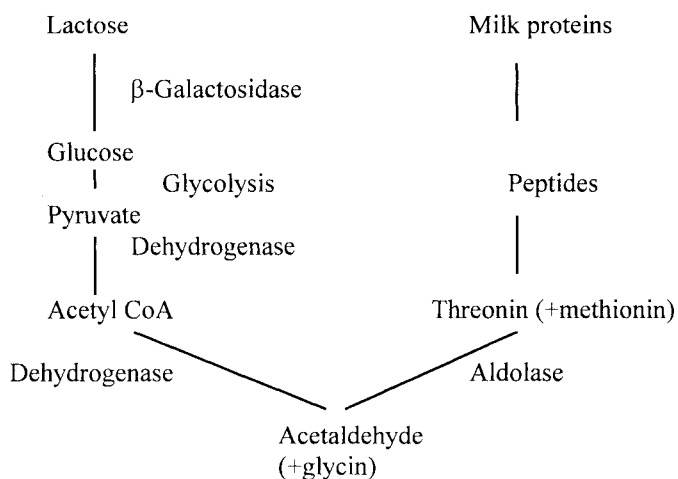 Lactose
Milk proteins
β-Galactosidase
Glucose
Glycolysis
Peptides
Pyruvate
Dehydrogenase
Acetyl CoA
Threonin (+methionin)
Dehydrogenase
Aldolase
Acetaldehyde
(+glycin)